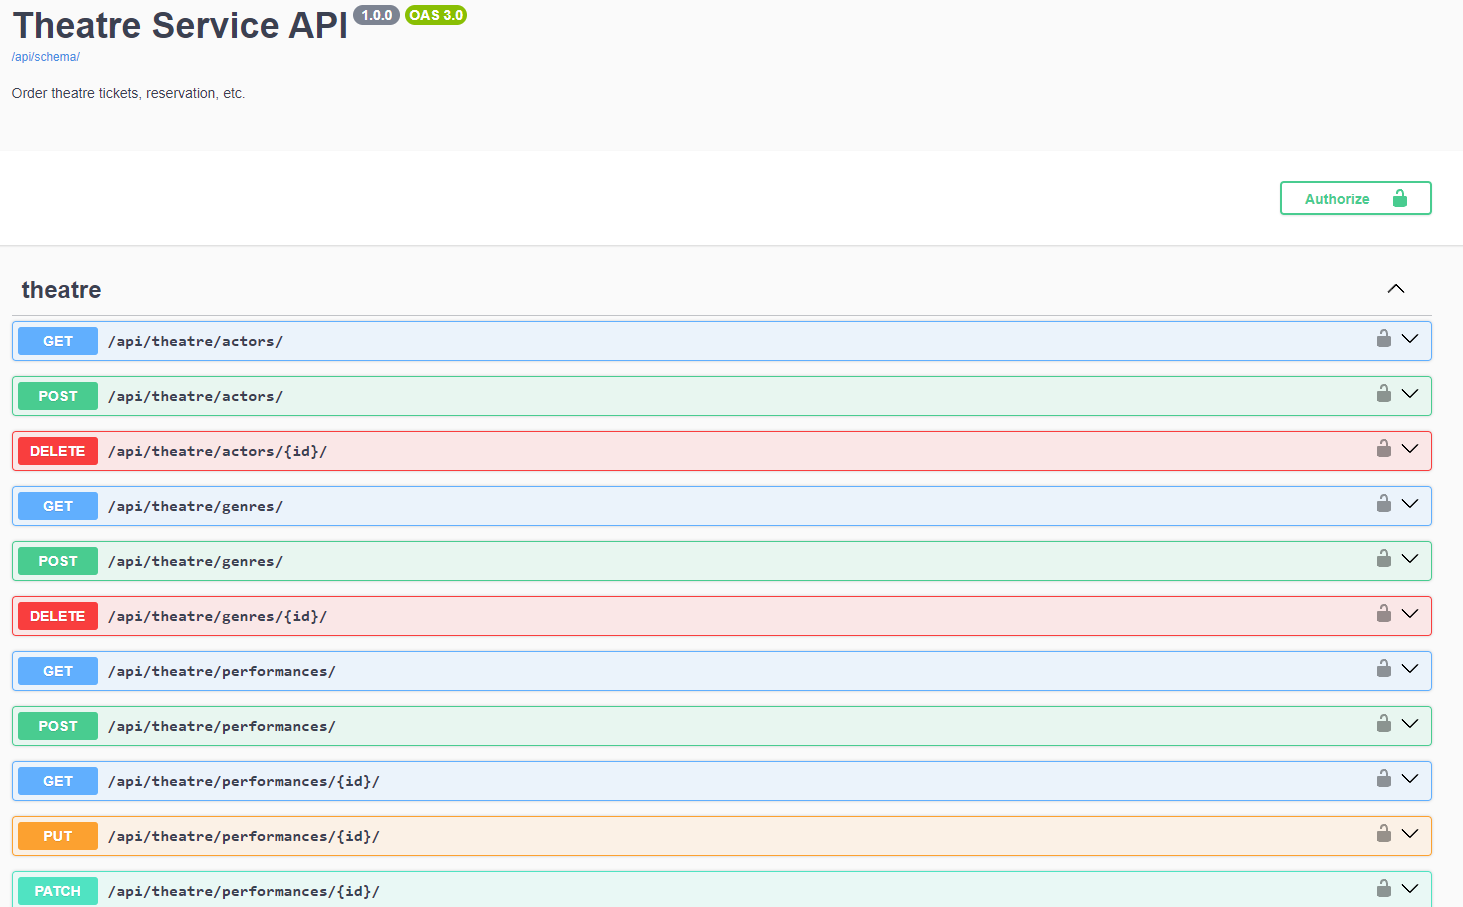 Theatre Service API 1.0.0 OAS 3.0
/api/schema/
Order theatre tickets, reservation, etc.
Authorize
theatre
GET /api/theatre/actors/
POST /api/theatre/actors/
DELETE /api/theatre/actors/{id}/
GET /api/theatre/genres/
POST /api/theatre/genres/
DELETE /api/theatre/genres/{id}/
GET /api/theatre/performances/
POST /api/theatre/performances/
GET /api/theatre/performances/{id}/
PUT /api/theatre/performances/{id}/
PATCH /api/theatre/performances/{id}/